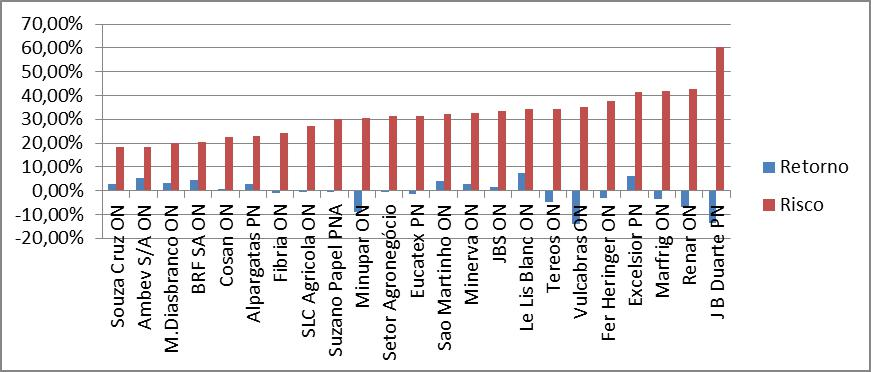 70,00%
60,00%
50,00%
40,00%
30,00%
20,00%
10,00%
0,00%
-10,00%
-20,00%
Souza Cruz ON
Ambev S/A ON
M.Diasbranco ON
BRF SA ON
Cosan ON
Alpargatas PN
Fibria ON
SLC Agricola ON
Suzano Papel PNA
Minupar ON
Setor Agronegócio
Eucatex PN
Sao Martinho ON
Minerva ON
JBS ON
Le Lis Blanc ON
Tereos ON
Vulcabras ON
Fer Heringer ON
Excelsior PN
Marfrig ON
Renar ON
J B Duarte PN
Retorno
Risco